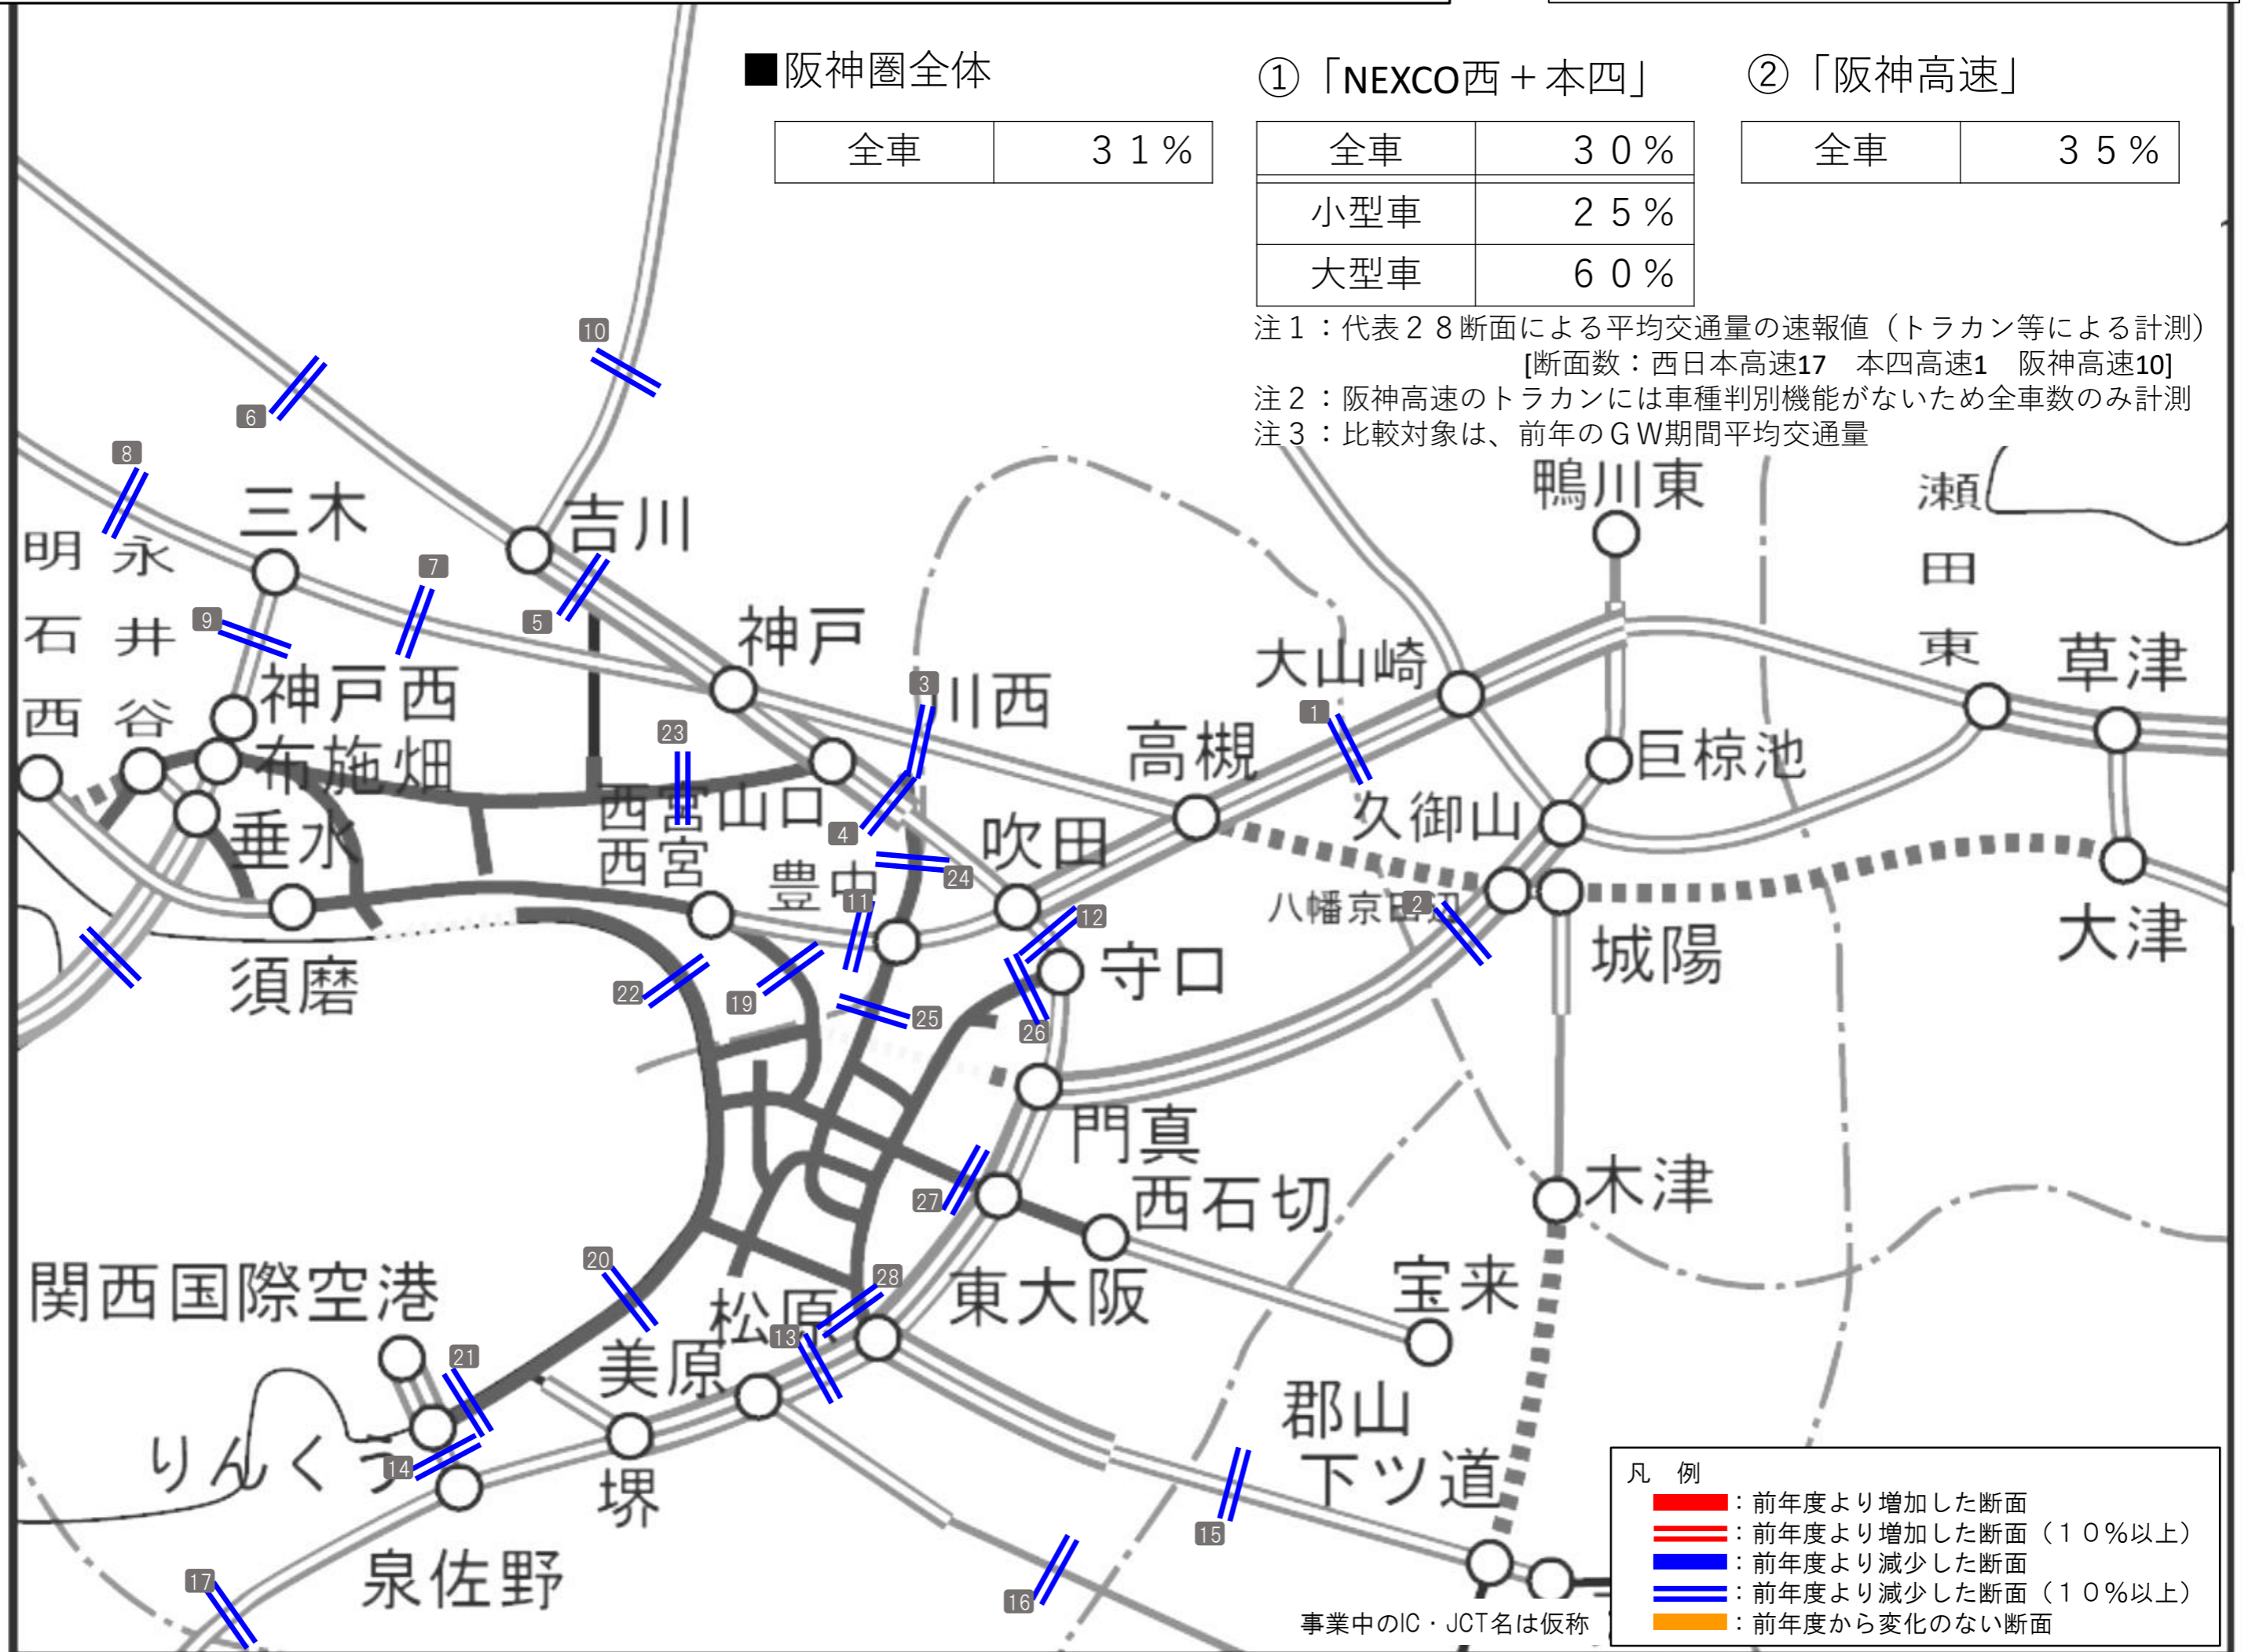 ■阪神圏全体
全車 ３１%
①「NEXCO西＋本四」
全車 ３０%
小型車 ２５%
大型車 ６０%
②「阪神高速」
全車 ３５%
注１：代表２８断面による平均交通量の速報値（トラカン等による計測）
[断面数：西日本高速17　本四高速1　阪神高速10]
注２：阪神高速のトラカンには車種判別機能がないため全車数のみ計測
注３：比較対象は、前年のＧＷ期間平均交通量
10
6
8
三木
吉川
鴨川東
瀬田東
明石西
永井谷
7
5
9
神戸
大山崎
草津
神戸西
3
川西
1
高槻
巨椋池
布施畑
23
西宮山口
4
吹田
久御山
垂水
西宮
豊中
24
11
12
八幡京田辺
2
城陽
大津
須磨
22
19
25
守口
26
門真
27
西石切
木津
関西国際空港
20
28
松原
東大阪
宝来
13
美原
21
りんくう
14
堺
郡山下ツ道
15
泉佐野
17
16
事業中のIC・JCT名は仮称
凡　例
：前年度より増加した断面
：前年度より増加した断面（１０％以上）
：前年度より減少した断面
：前年度より減少した断面（１０％以上）
：前年度から変化のない断面